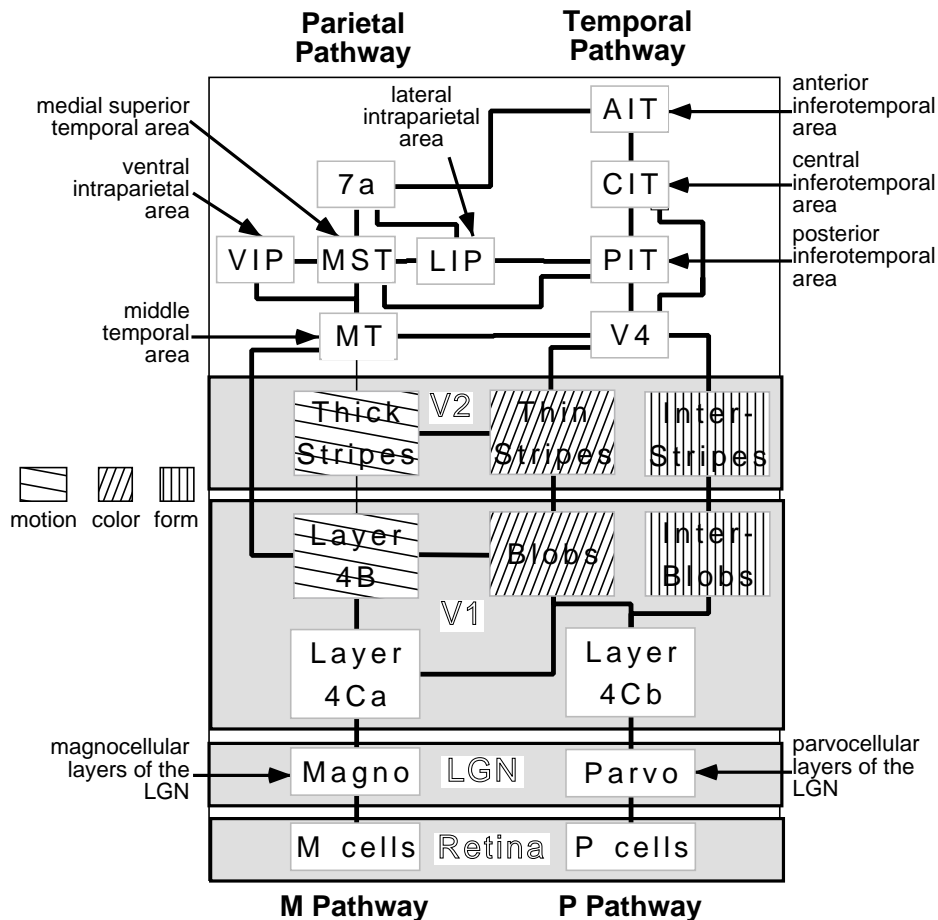 Parietal
Pathway
Temporal
Pathway
medial superior
temporal area
lateral
intraparietal
area
AIT
anterior
inferotemporal
area
ventral
intraparietal
area
7a
CIT
central
inferotemporal
area
VIP
MST
LIP
PIT
posterior
inferotemporal
area
middle
temporal
area
MT
V4
Thick
Stripes
V2
Thin
Stripes
Inter-
Stripes
motion
color
form
Layer
4B
Blobs
Inter-
Blobs
V1
Layer
4Ca
Layer
4Cb
magnocellular
layers of the
LGN
Magno
LGN
Parvo
parvocellular
layers of the
LGN
M cells
Retina
P cells
M Pathway
P Pathway